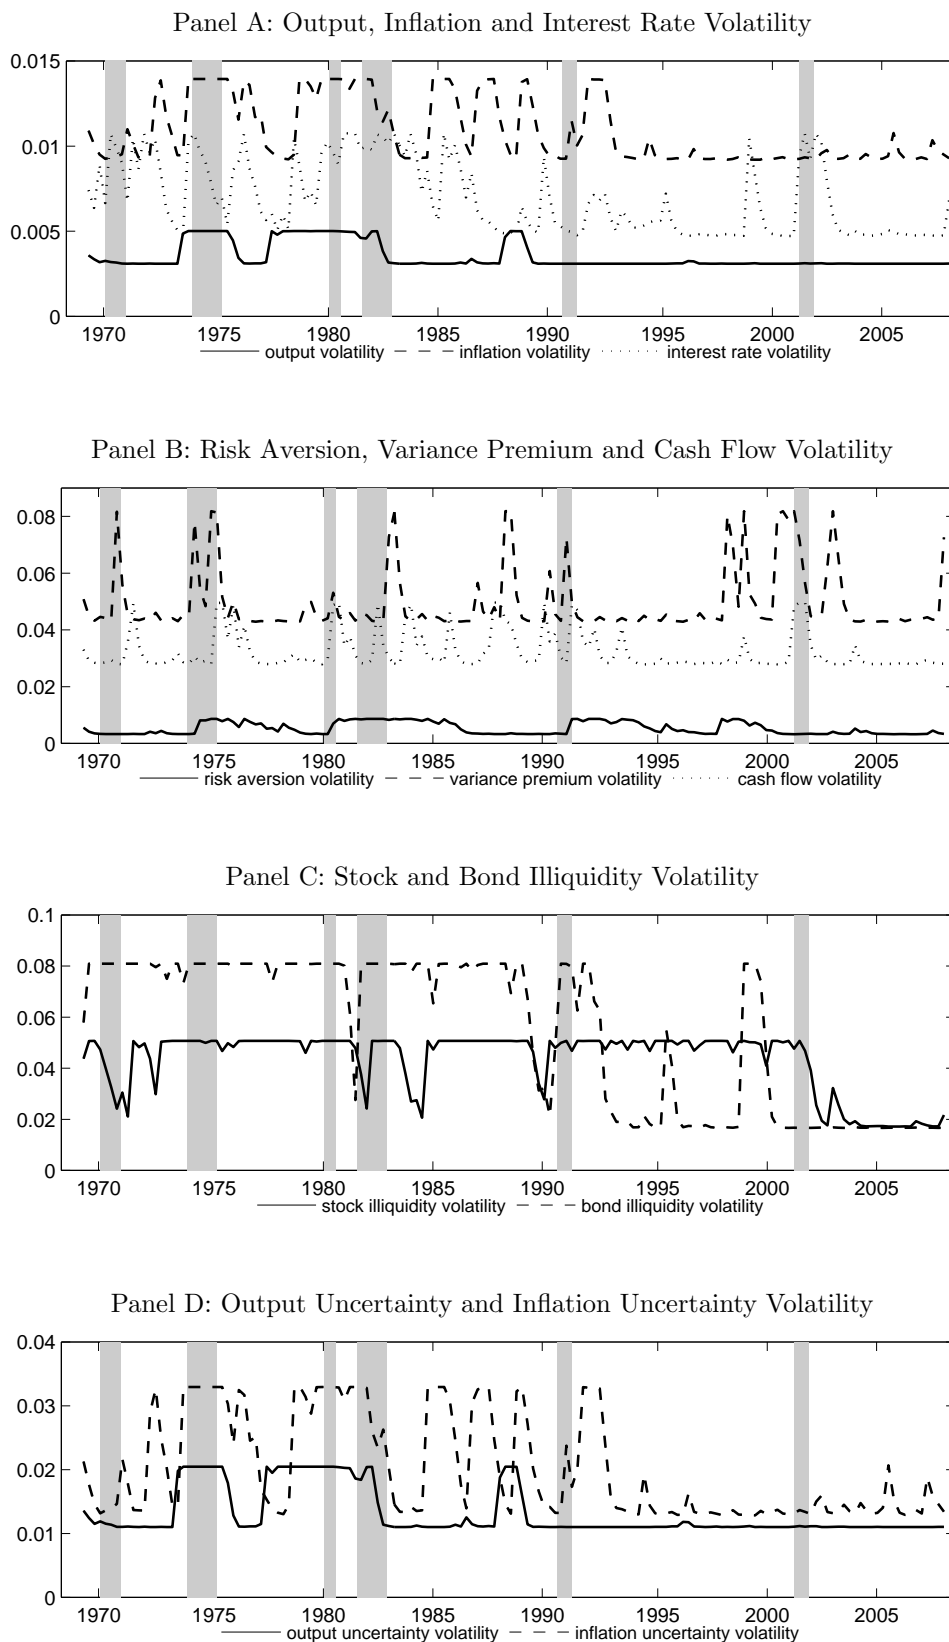 Panel A: Output, Inflation and Interest Rate Volatility
0.015
0.01
0.005
0
1970 1975 1980 1985 1990 1995 2000 2005
output volatility inflation volatility interest rate volatility
Panel B: Risk Aversion, Variance Premium and Cash Flow Volatility
0.08
0.06
0.04
0.02
0
1970 1975 1980 1985 1990 1995 2000 2005
risk aversion volatility variance premium volatility cash flow volatility
Panel C: Stock and Bond Illiquidity Volatility
0.1
0.08
0.06
0.04
0.02
0
1970 1975 1980 1985 1990 1995 2000 2005
stock illiquidity volatility bond illiquidity volatility
Panel D: Output Uncertainty and Inflation Uncertainty Volatility
0.04
0.03
0.02
0.01
0
1970 1975 1980 1985 1990 1995 2000 2005
output uncertainty volatility inflation uncertainty volatility